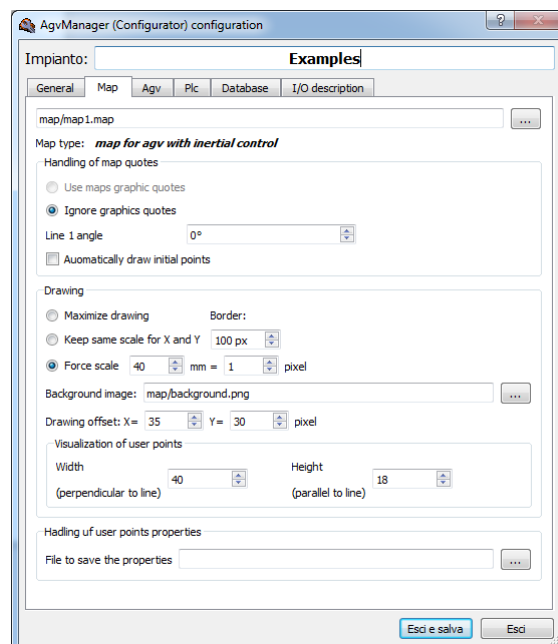 AgvManager (Configurator) configuration
Impianto: Examples
General Map Agv Plc Database I/O description
map/map1.map ...
Map type: map for agv with inertial control
Handling of map quotes
Use maps graphic quotes
Ignore graphics quotes
Line 1 angle 0°
Auomatically draw initial points
Drawing
Maximize drawing Border:
Keep same scale for X and Y 100 px
Force scale 40 mm = 1 pixel
Background image: map/background.png ...
Drawing offset: X= 35 Y= 30 pixel
Visualization of user points
Width Height
40 18
(perpendicular to line) (parallel to line)
Hadling uf user points properties
File to save the properties ...
Esci e salva Esci